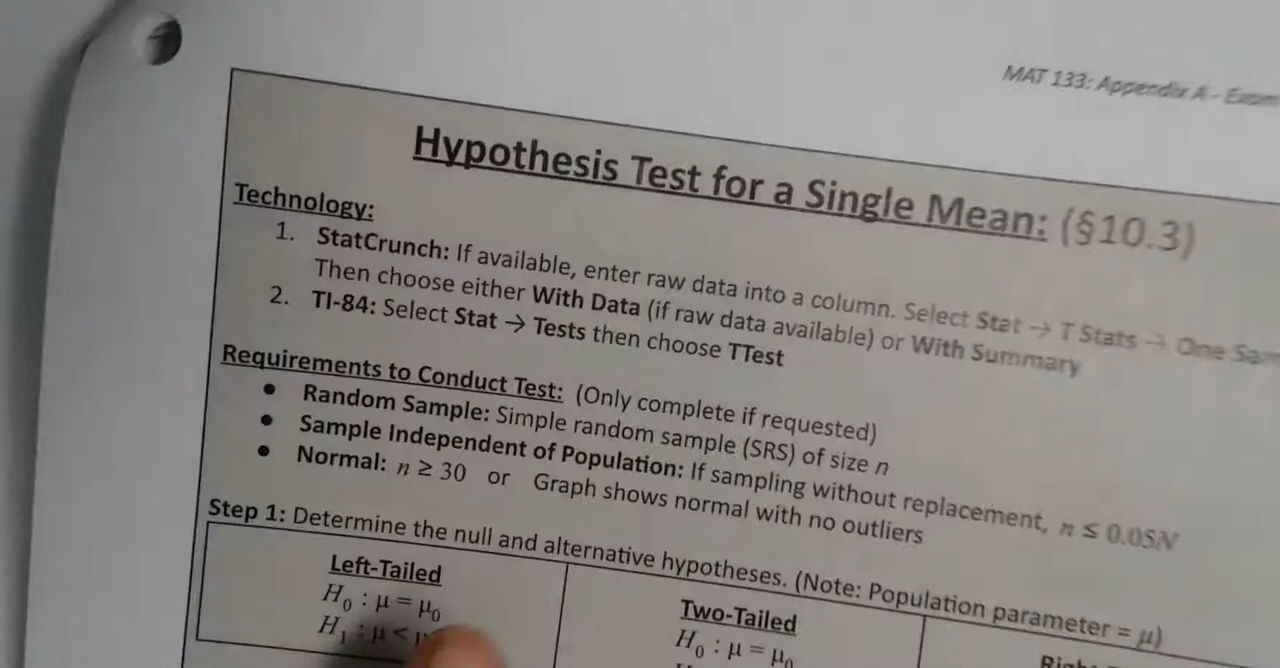 MAT 133: Appendix A - Exam
Hypothesis Test for a Single Mean: (§10.3)
Technology:
1. StatCrunch: If available, enter raw data into a column. Select Stat → T Stats → One
Then choose either With Data (if raw data available) or With Summary
2. TI-84: Select Stat → Tests then choose TTest
Requirements to Conduct Test: (Only complete if requested)
• Random Sample: Simple random sample (SRS) of size n
• Sample Independent of Population: If sampling without replacement, n ≤ 0.05N
• Normal: n ≥ 30 or Graph shows normal with no outliers
Step 1: Determine the null and alternative hypotheses. (Note: Population parameter = μ)
Left-Tailed
H₀ : μ = μ₀
H₁ : μ <
Two-Tailed
H₀ : μ = μ₀